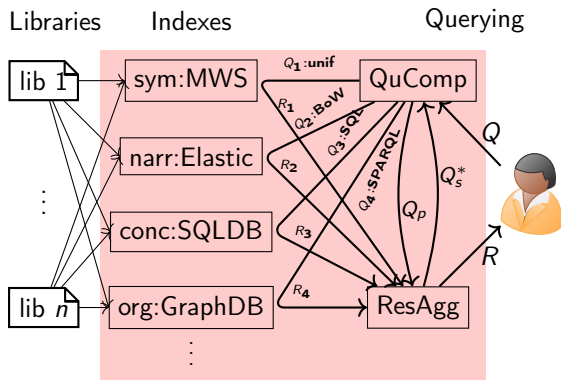 Libraries Indexes Querying
lib 1 sym:MWS Q₁:unif QuComp
R₁ Q₂:BoW Q₃:SQL Q
narr:Elastic R₂ Q₄:SPARQL Qₛ*
⋮ Qₚ
conc:SQLDB R₃ R
lib n org:GraphDB R₄ ResAgg
⋮